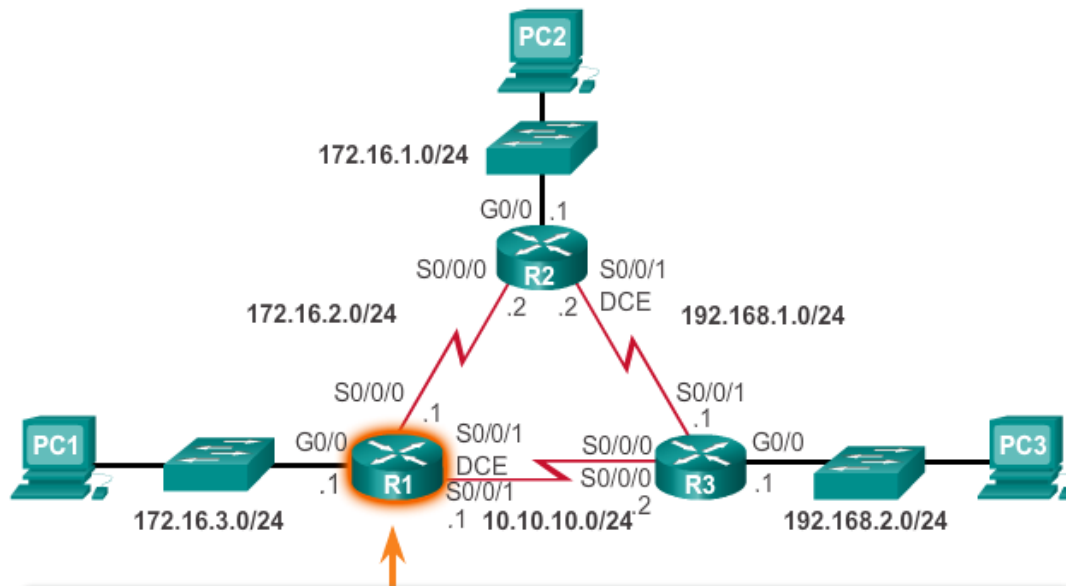 PC2
172.16.1.0/24
G0/0 .1
S0/0/0 R2 S0/0/1
.2 .2 DCE
172.16.2.0/24 192.168.1.0/24
S0/0/0 S0/0/1
.1 .1
PC1 G0/0 S0/0/1 S0/0/0 G0/0 PC3
DCE
.1 R1 S0/0/1 S0/0/0 R3 .1
.1 10.10.10.0/24 .2
172.16.3.0/24 192.168.2.0/24